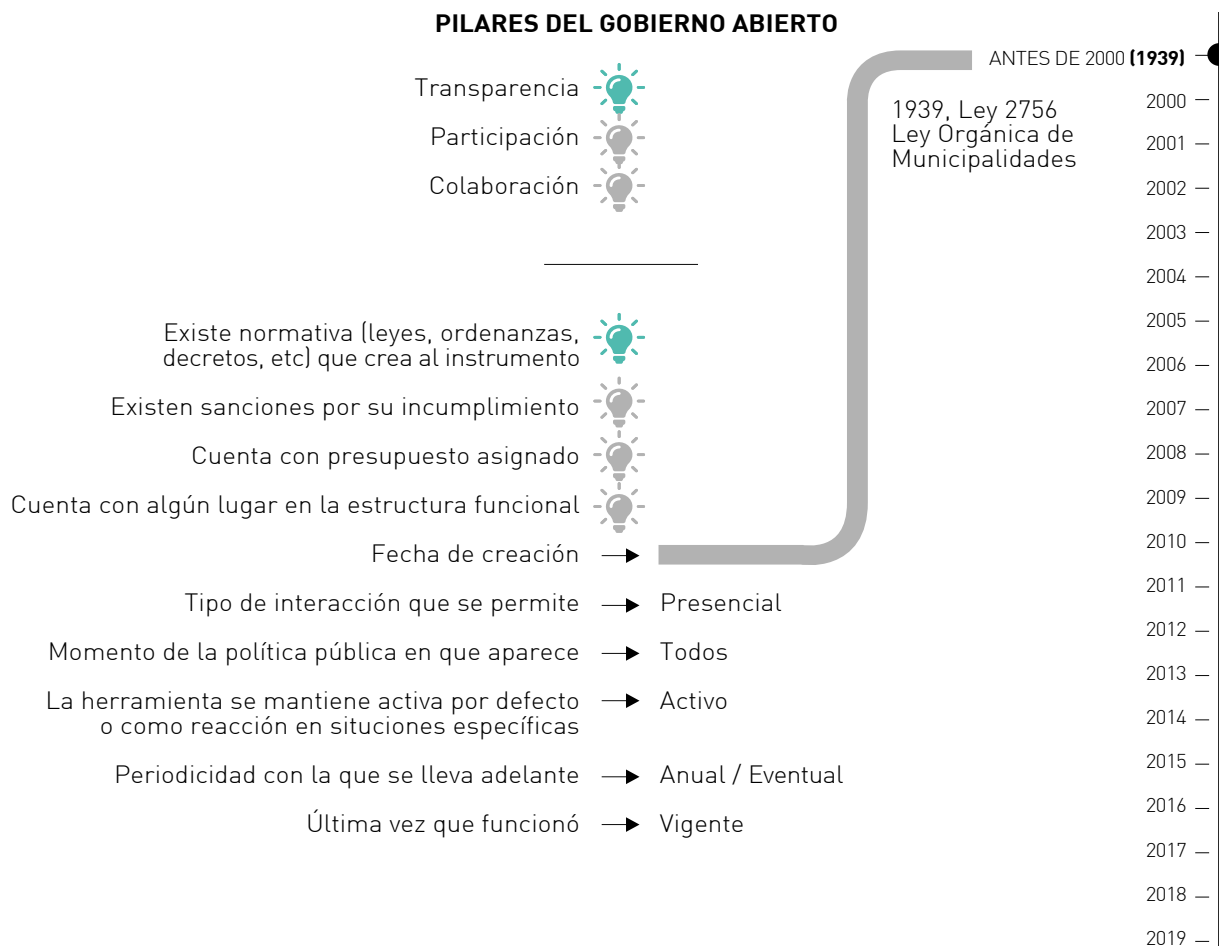 PILARES DEL GOBIERNO ABIERTO
Transparencia
Participación
Colaboración
Existe normativa (leyes, ordenanzas,
decretos, etc) que crea al instrumento
Existen sanciones por su incumplimiento
Cuenta con presupuesto asignado
Cuenta con algún lugar en la estructura funcional
Fecha de creación
Tipo de interacción que se permite
Presencial
Momento de la política pública en que aparece
Todos
La herramienta se mantiene activa por defecto
o como reacción en situciones específicas
Activo
Periodicidad con la que se lleva adelante
Anual / Eventual
Última vez que funcionó
Vigente
1939, Ley 2756
Ley Orgánica de
Municipalidades
ANTES DE 2000 (1939)
2000
2001
2002
2003
2004
2005
2006
2007
2008
2009
2010
2011
2012
2013
2014
2015
2016
2017
2018
2019